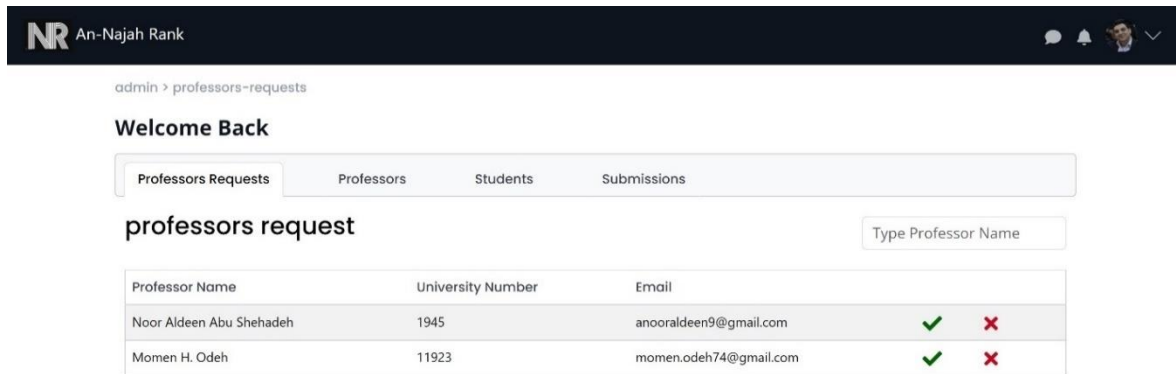 NR An-Najah Rank
admin > professors-requests
Welcome Back
Professors Requests Professors Students Submissions
professors request
Type Professor Name
Professor Name University Number Email
Noor Aldeen Abu Shehadeh 1945 anooraldeen9@gmail.com
Momen H. Odeh 11923 momen.odeh74@gmail.com